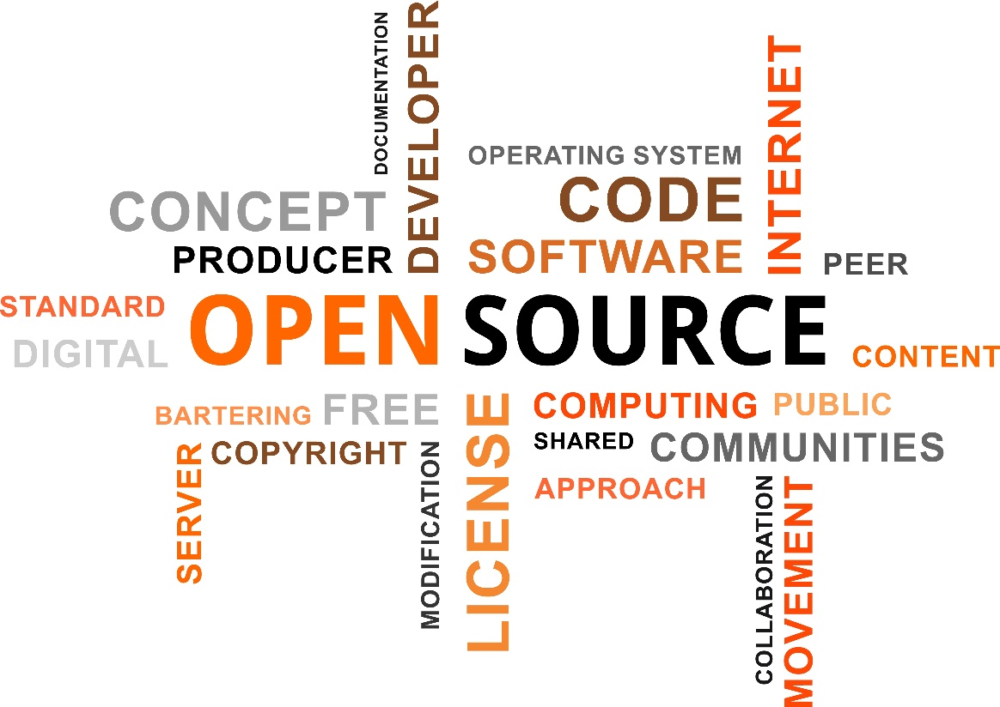 DOCUMENTATION
DEVELOPER
INTERNET
OPERATING SYSTEM
CODE
CONCEPT
SOFTWARE
PRODUCER
PEER
STANDARD
OPEN SOURCE
DIGITAL
CONTENT
BARTERING
FREE
LICENSE
COMPUTING
PUBLIC
SERVER
COPYRIGHT
MODIFICATION
SHARED
COMMUNITIES
APPROACH
COLLABORATION
MOVEMENT